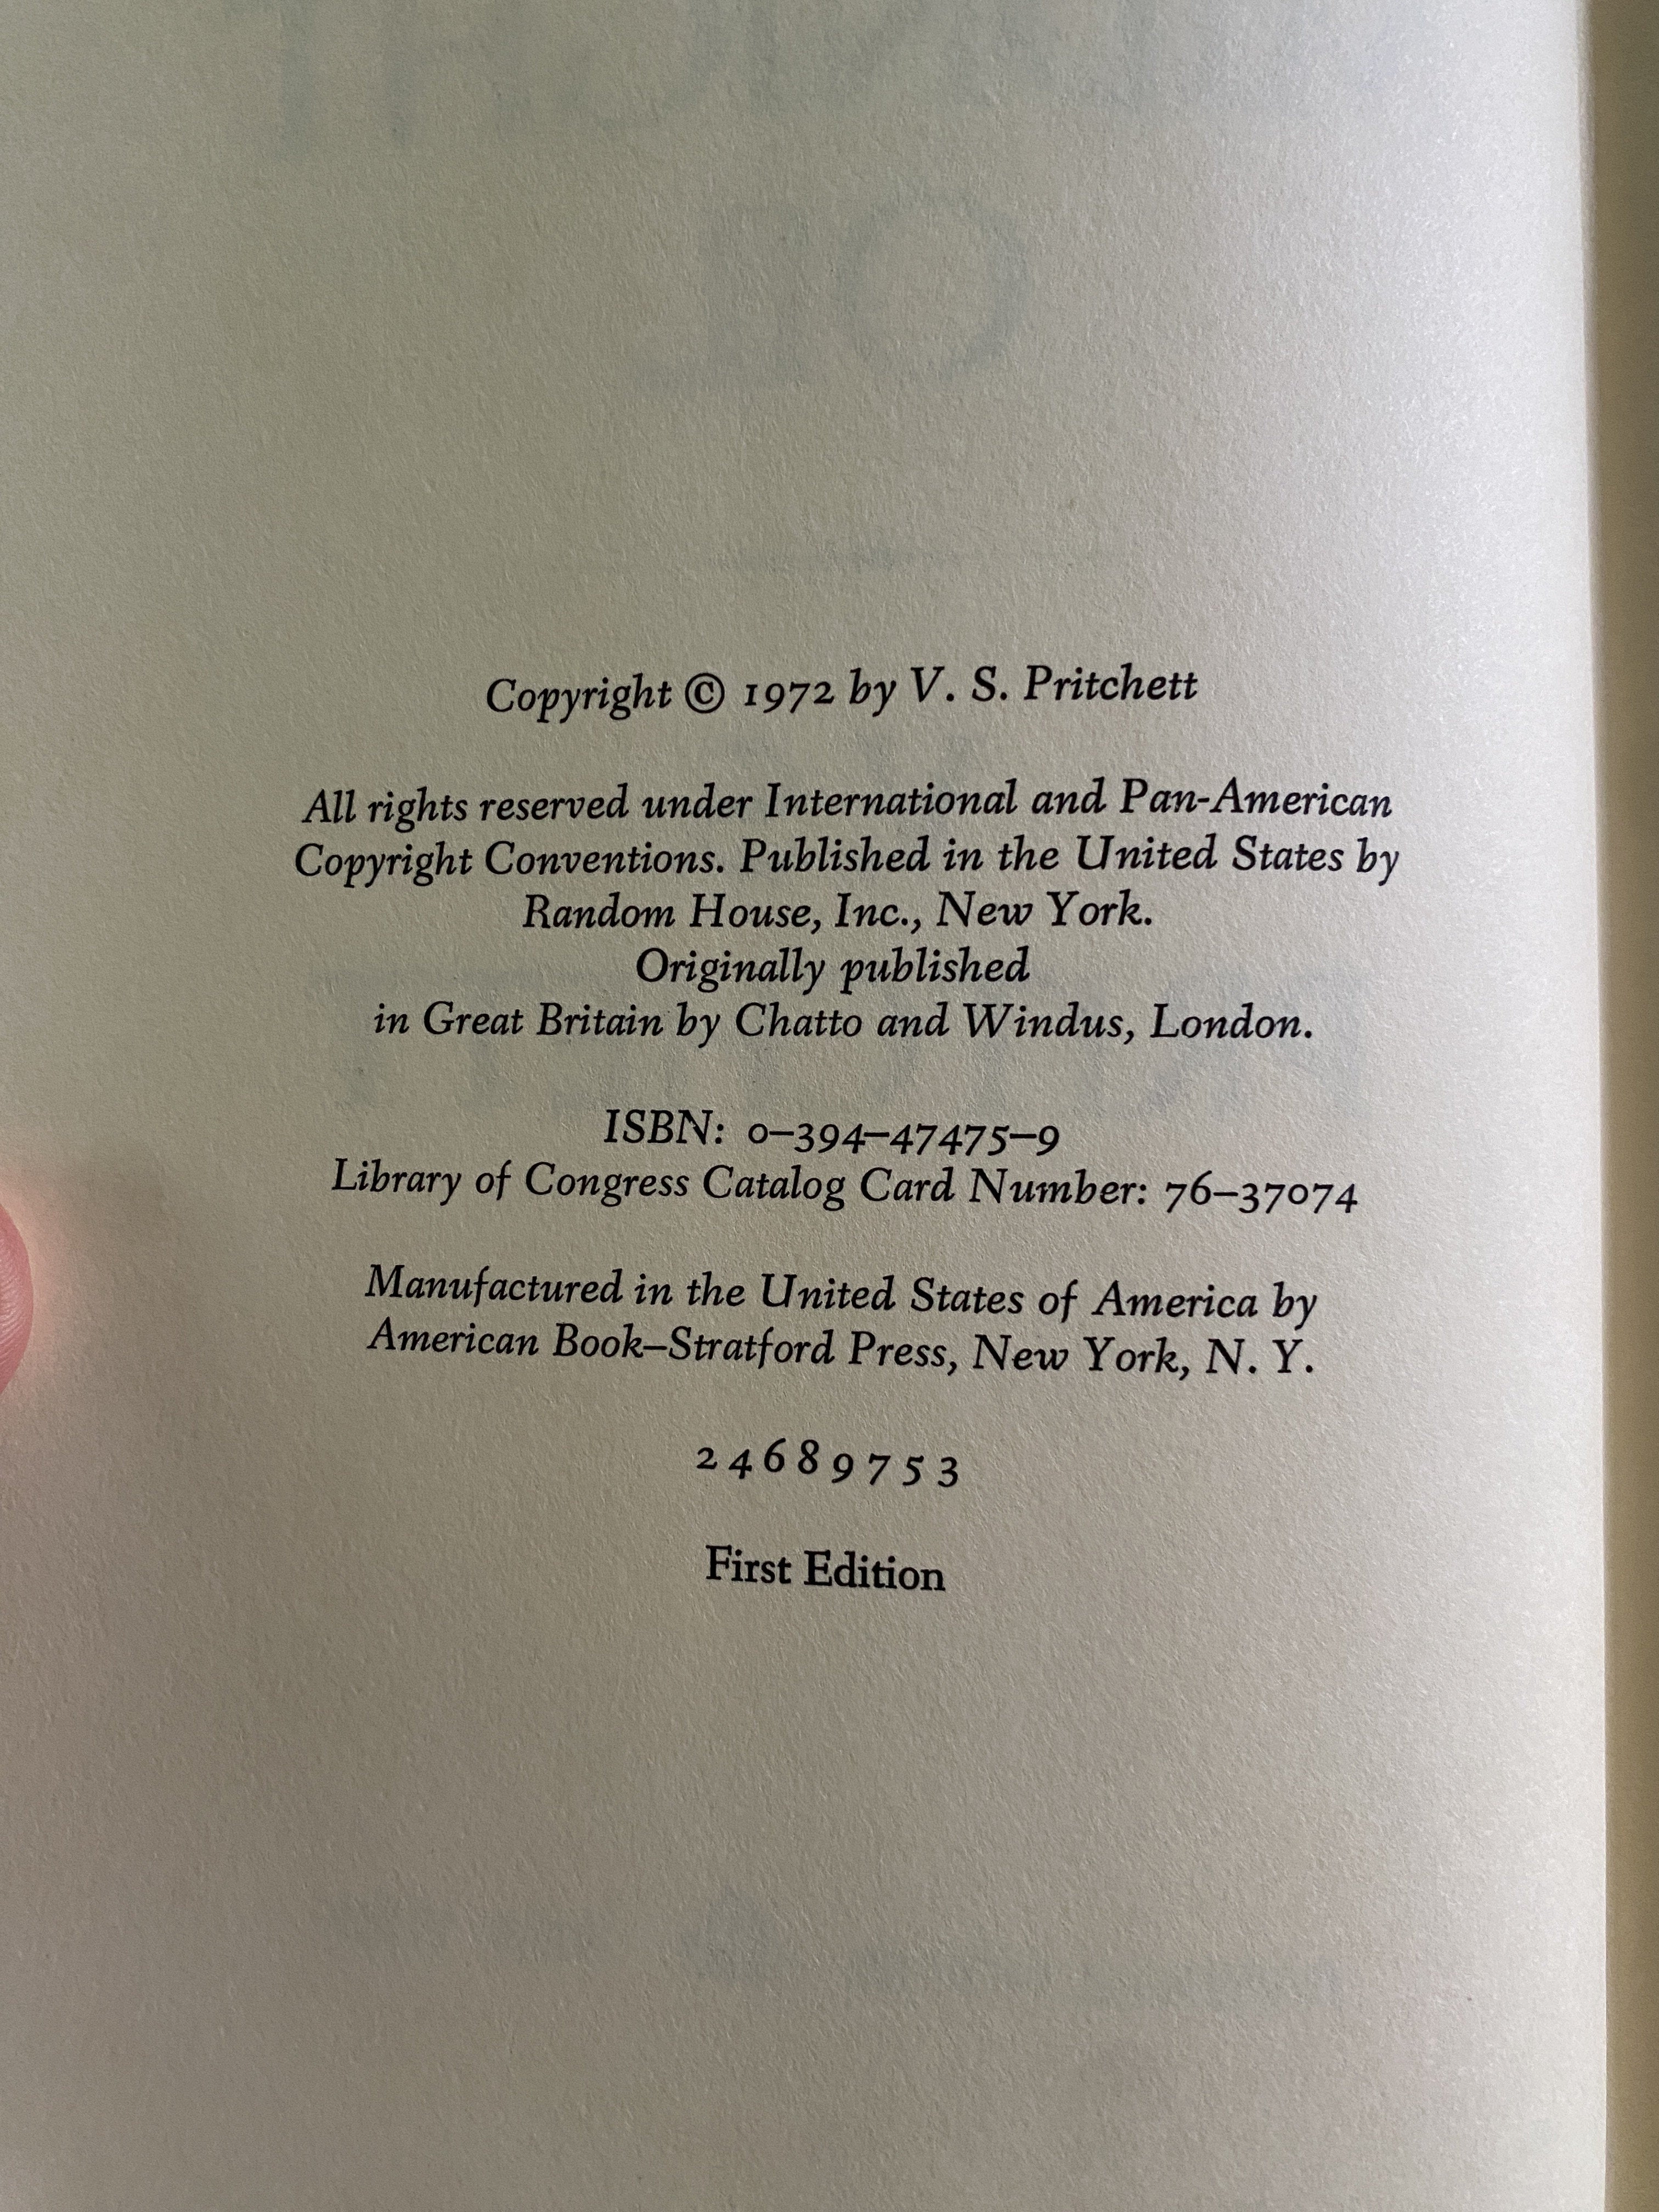 Copyright © 1972 by V. S. Pritchett
All rights reserved under International and Pan-American
Copyright Conventions. Published in the United States by
Random House, Inc., New York.
Originally published
in Great Britain by Chatto and Windus, London.
ISBN: 0–394–47475–9
Library of Congress Catalog Card Number: 76–37074
Manufactured in the United States of America by
American Book–Stratford Press, New York, N. Y.
2 4 6 8 9 7 5 3
First Edition